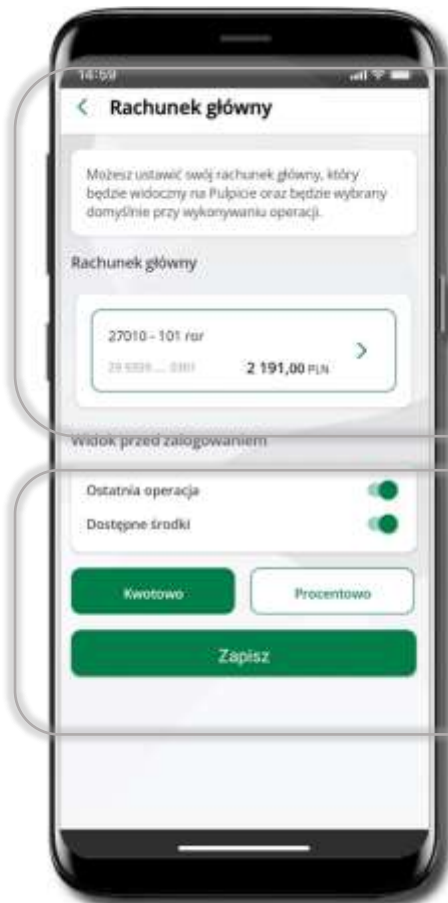 14:59
Rachunek główny
Możesz ustawić swój rachunek główny, który
będzie widoczny na Pulpicie oraz będzie wybrany
domyślnie przy wykonywaniu operacji.
Rachunek główny
27010 - 101 ror
2 191,00 PLN
Widok przed zalogowaniem
Ostatnia operacja
Dostępne środki
Kwotowo
Procentowo
Zapisz